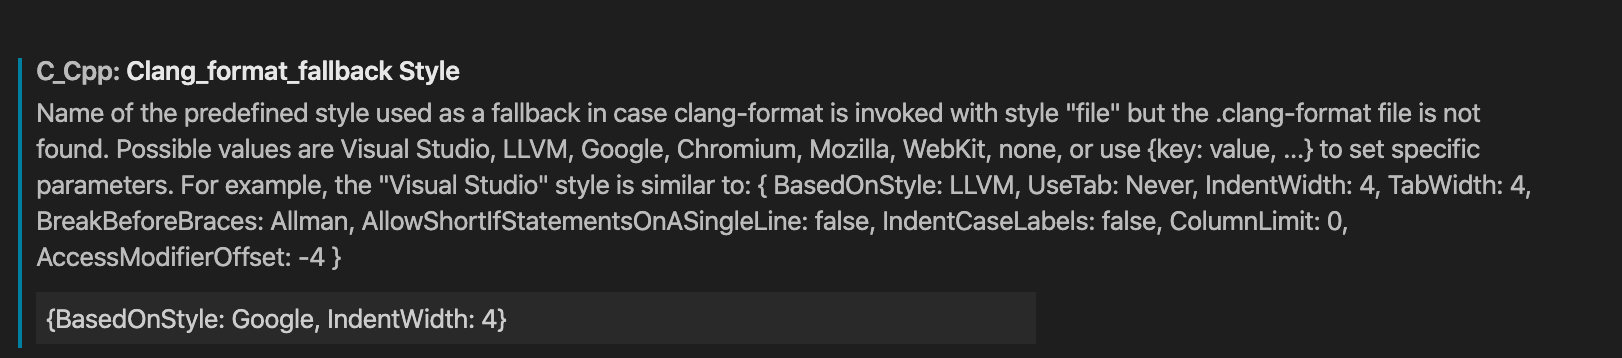 C_Cpp: Clang_format_fallback Style
Name of the predefined style used as a fallback in case clang-format is invoked with style "file" but the .clang-format file is not
found. Possible values are Visual Studio, LLVM, Google, Chromium, Mozilla, WebKit, none, or use {key: value, ...} to set specific
parameters. For example, the "Visual Studio" style is similar to: { BasedOnStyle: LLVM, UseTab: Never, IndentWidth: 4, TabWidth: 4,
BreakBeforeBraces: Allman, AllowShortIfStatementsOnASingleLine: false, IndentCaseLabels: false, ColumnLimit: 0,
AccessModifierOffset: -4 }
{BasedOnStyle: Google, IndentWidth: 4}